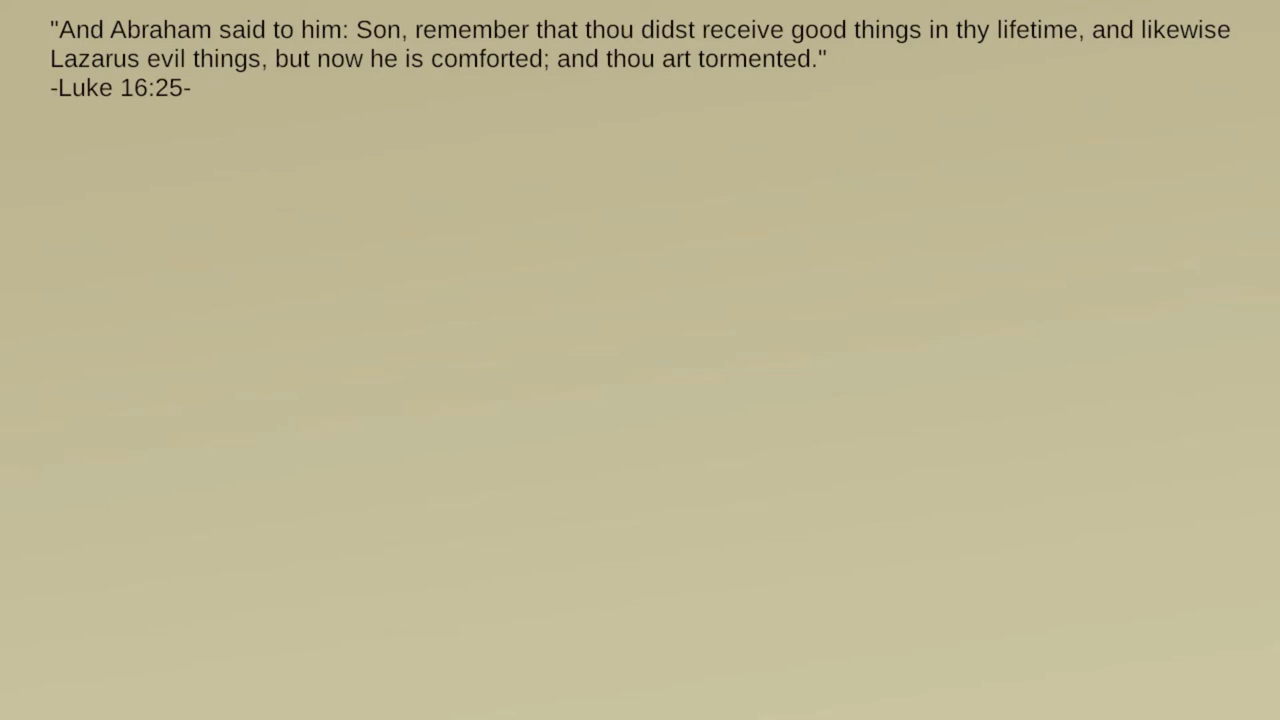 "And Abraham said to him: Son, remember that thou didst receive good things in thy lifetime, and likewise
Lazarus evil things, but now he is comforted; and thou art tormented."
-Luke 16:25-